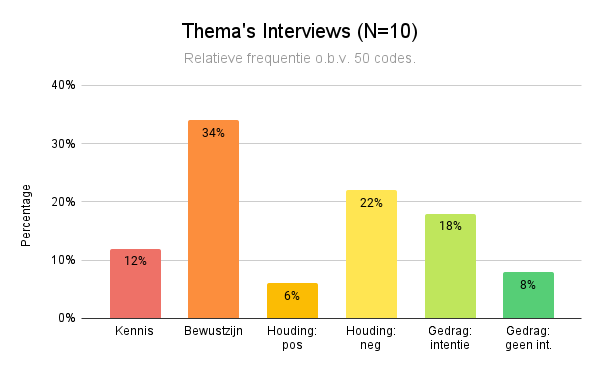 Thema's Interviews (N=10)
Relatieve frequentie o.b.v. 50 codes.
Percentage
40%
30%
20%
10%
0%
12%
34%
6%
22%
18%
8%
Kennis
Bewustzijn
Houding:
pos
Houding:
neg
Gedrag:
intentie
Gedrag:
geen int.